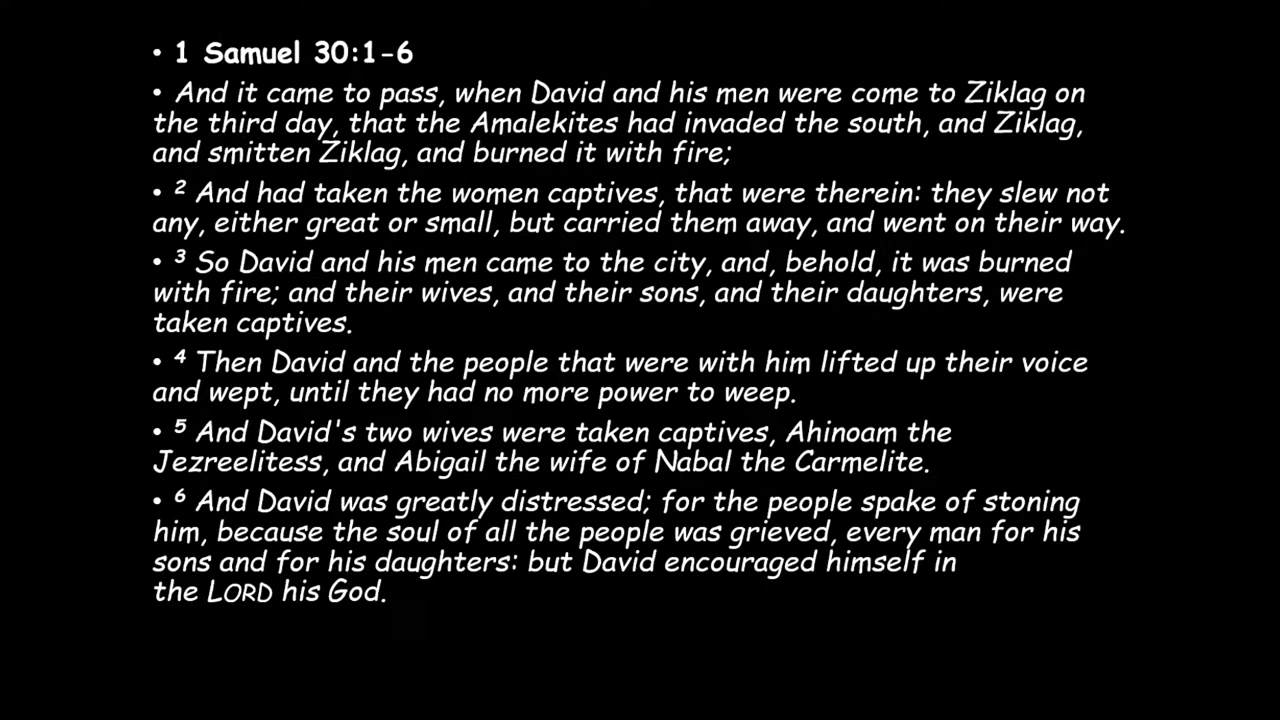 • 1 Samuel 30:1-6
• And it came to pass, when David and his men were come to Ziklag on
the third day, that the Amalekites had invaded the south, and Ziklag,
and smitten Ziklag, and burned it with fire;
• ² And had taken the women captives, that were therein: they slew not
any, either great or small, but carried them away, and went on their way.
• ³ So David and his men came to the city, and, behold, it was burned
with fire; and their wives, and their sons, and their daughters, were
taken captives.
• ⁴ Then David and the people that were with him lifted up their voice
and wept, until they had no more power to weep.
• ⁵ And David's two wives were taken captives, Ahinoam the
Jezreelitess, and Abigail the wife of Nabal the Carmelite.
• ⁶ And David was greatly distressed; for the people spake of stoning
him, because the soul of all the people was grieved, every man for his
sons and for his daughters: but David encouraged himself in
the LORD his God.